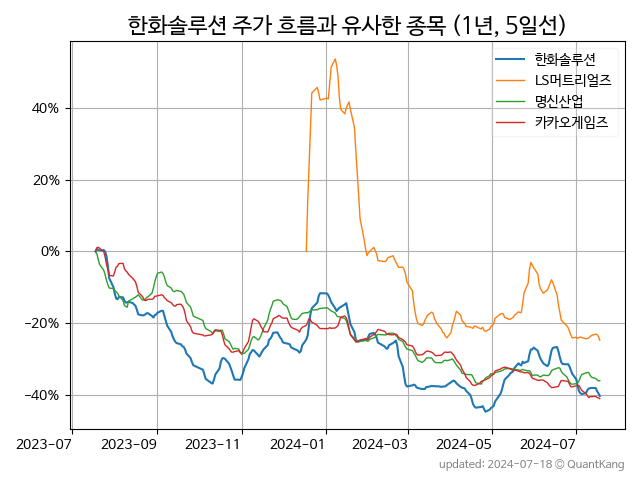 한화솔루션 주가 흐름과 유사한 종목 (1년, 5일선)
한화솔루션
LS머트리얼즈
명신산업
카카오게임즈
40%
20%
0%
−20%
−40%
2023-07 2023-09 2023-11 2024-01 2024-03 2024-05 2024-07
updated: 2024-07-18 © QuantKang